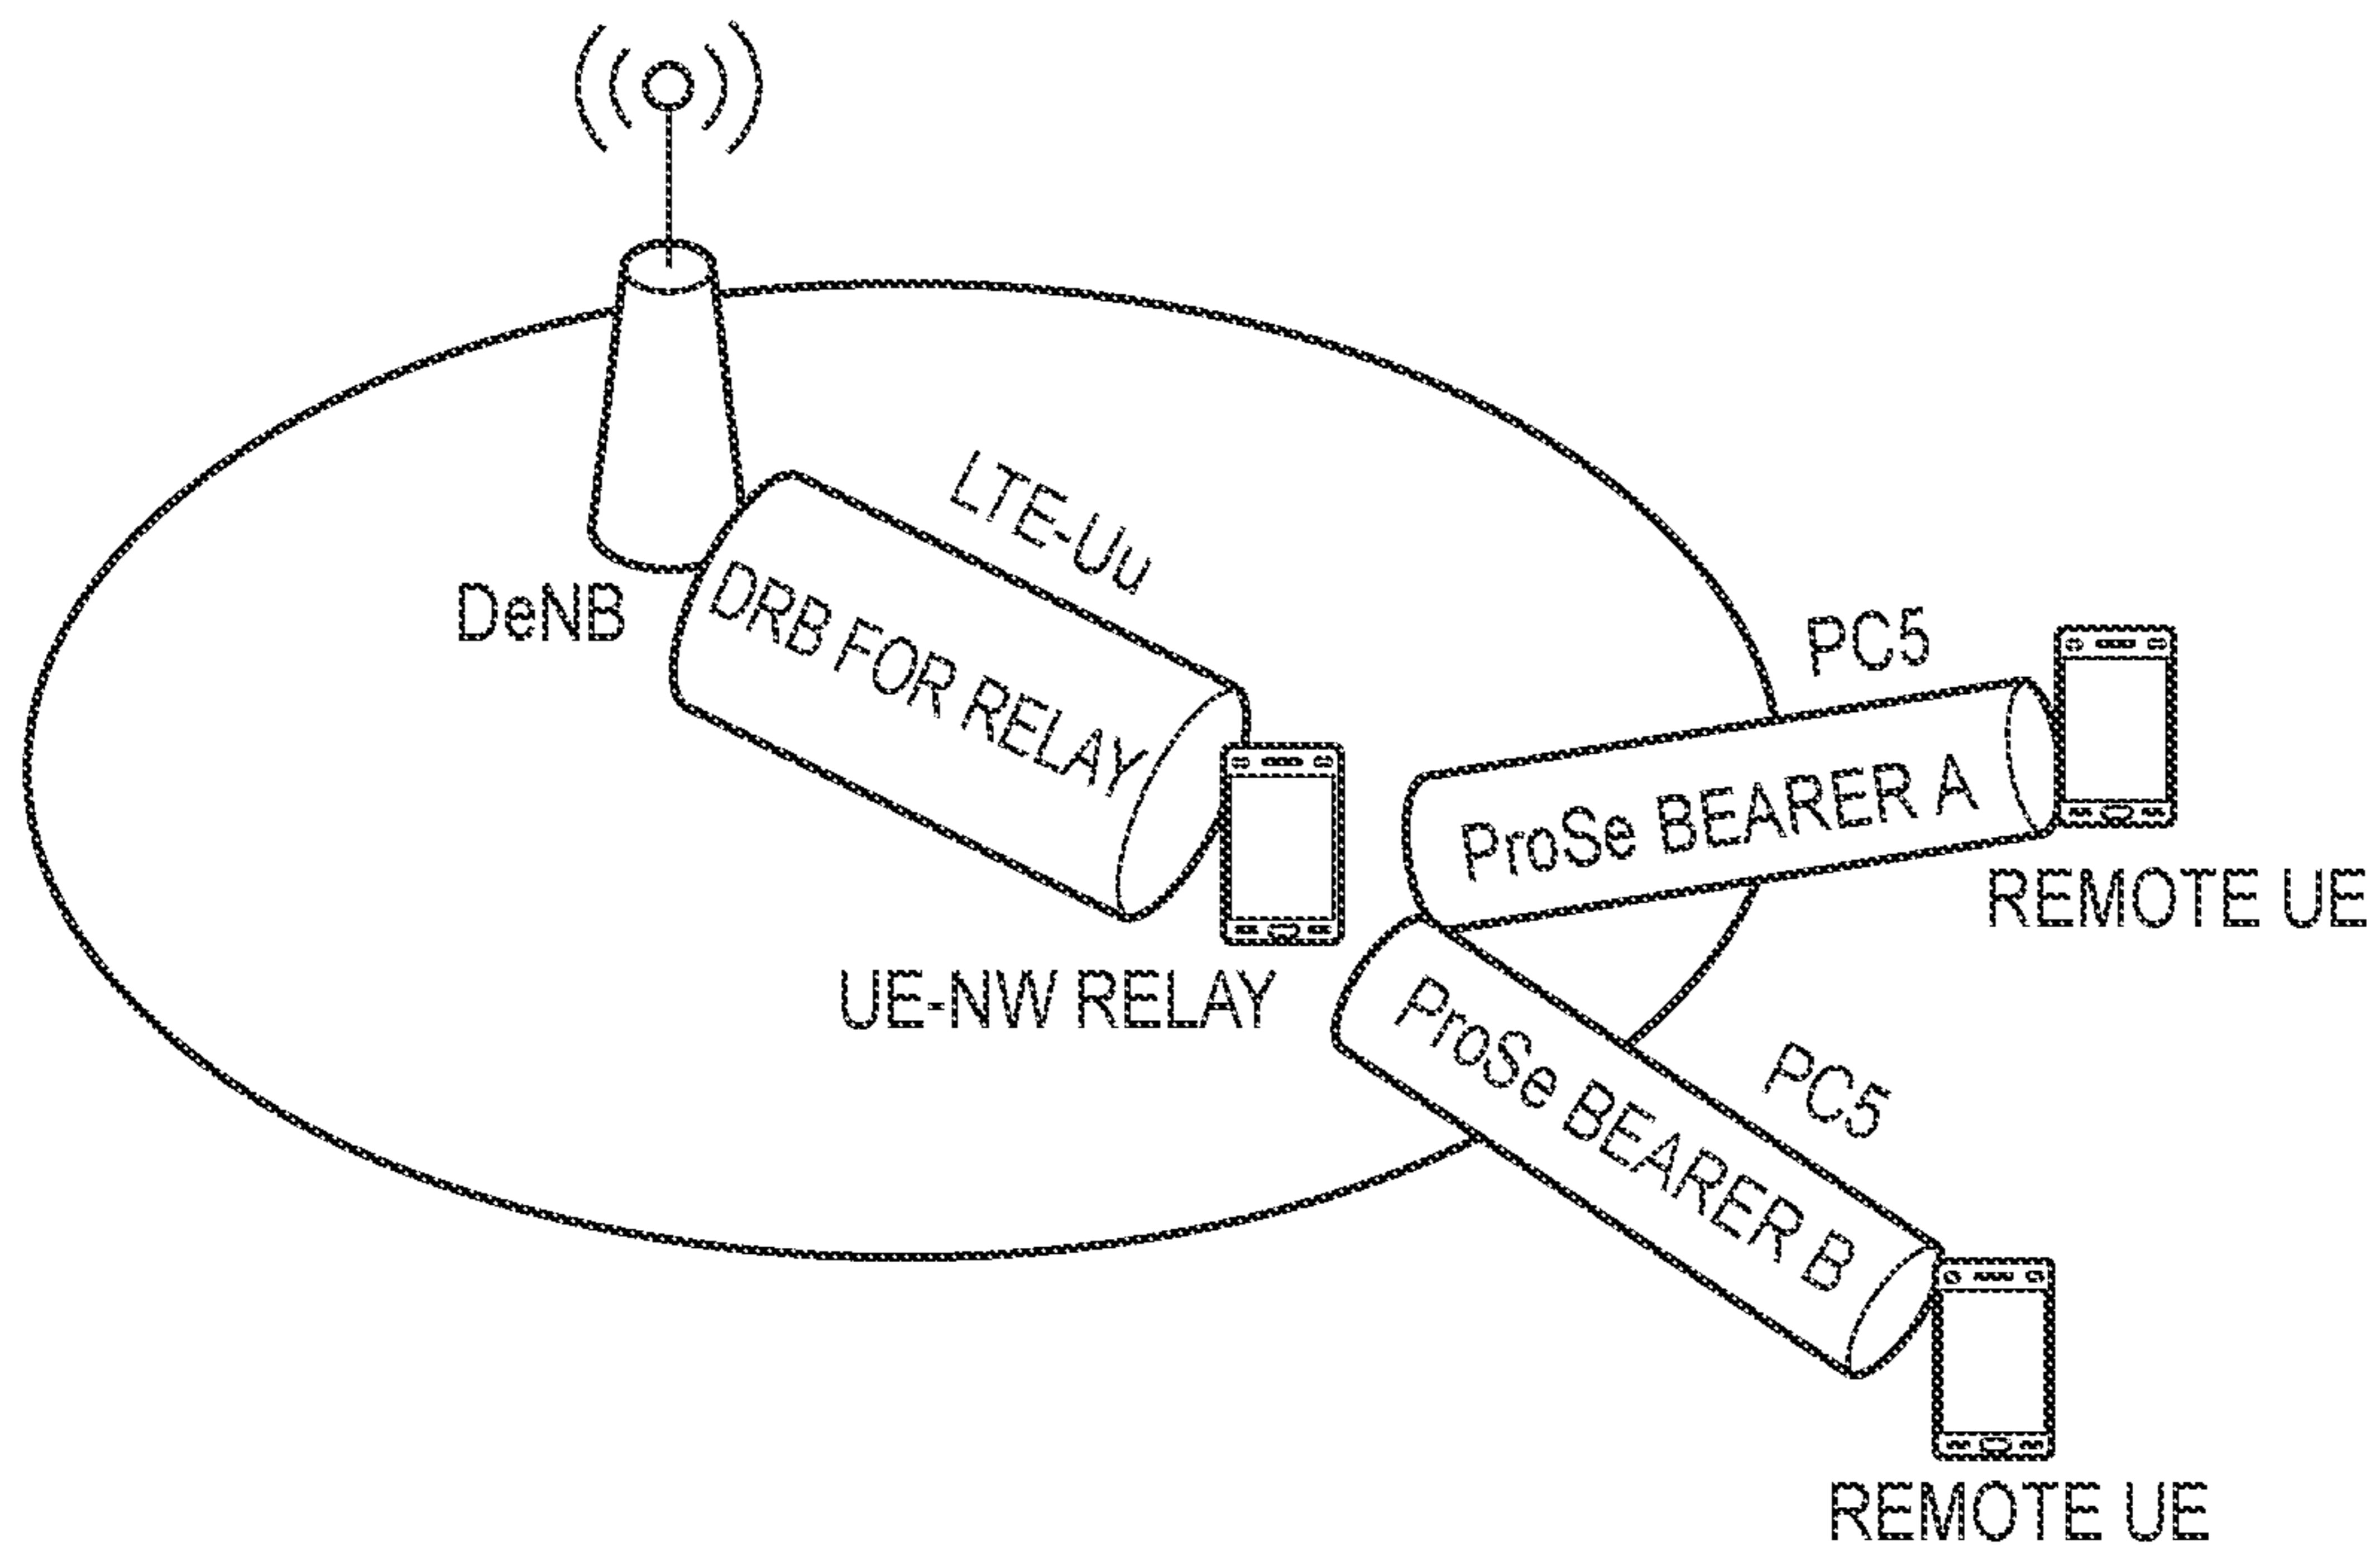 LTE-Uu
DeNB
DRB FOR RELAY
PC5
ProSe BEARER A
REMOTE UE
UE-NW RELAY
ProSe BEARER B
PC5
REMOTE UE